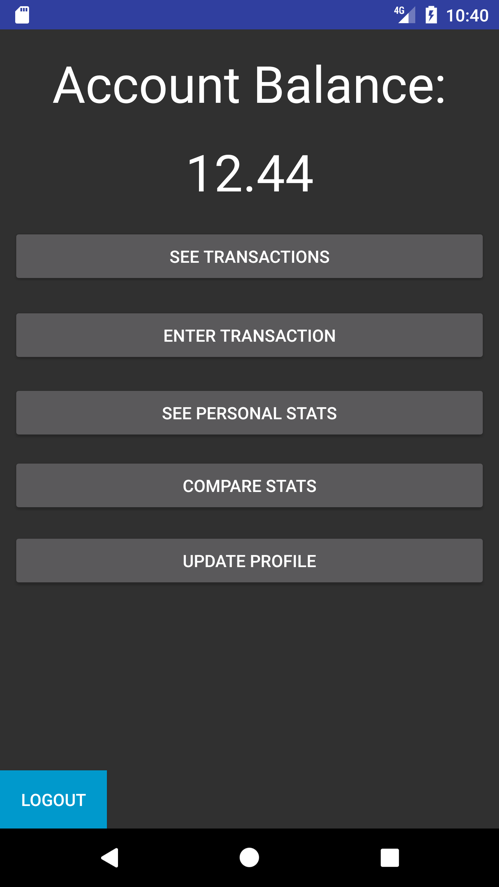 4G 10:40
Account Balance:
12.44
SEE TRANSACTIONS
ENTER TRANSACTION
SEE PERSONAL STATS
COMPARE STATS
UPDATE PROFILE
LOGOUT